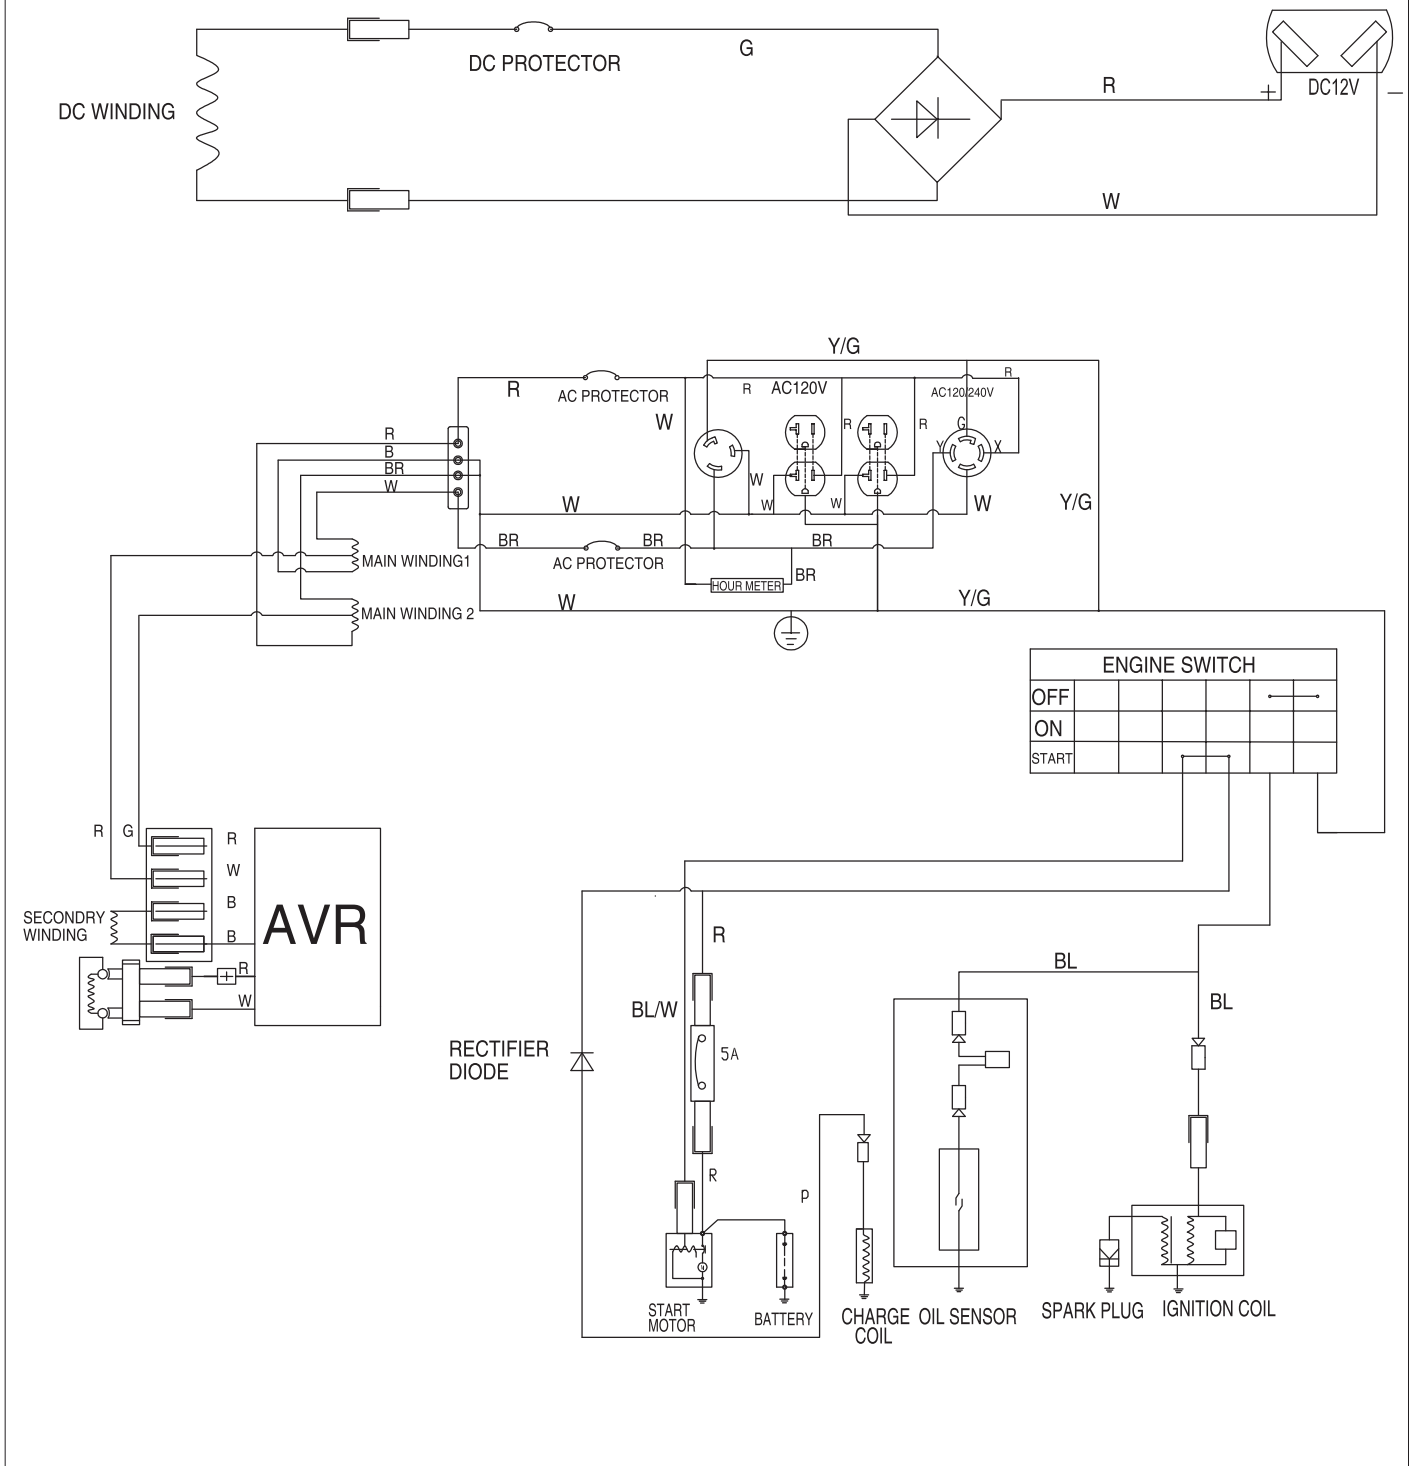 G
DC PROTECTOR
R
DC12V
+
—
DC WINDING
W
Y/G
R
AC PROTECTOR
R
AC120V
AC120/240V
R
W
R
R
G
Y
X
R
B
BR
W
W
W
W
W
W
Y/G
BR
BR
BR
AC PROTECTOR
MAIN WINDING1
HOUR METER
BR
W
Y/G
MAIN WINDING 2
ENGINE SWITCH
OFF
ON
START
R
G
R
W
B
B
AVR
SECONDRY
WINDING
R
W
+
R
BL
BL/W
BL
RECTIFIER
DIODE
5A
R
p
M
START
MOTOR
BATTERY
CHARGE
COIL
OIL SENSOR
SPARK PLUG
IGNITION COIL